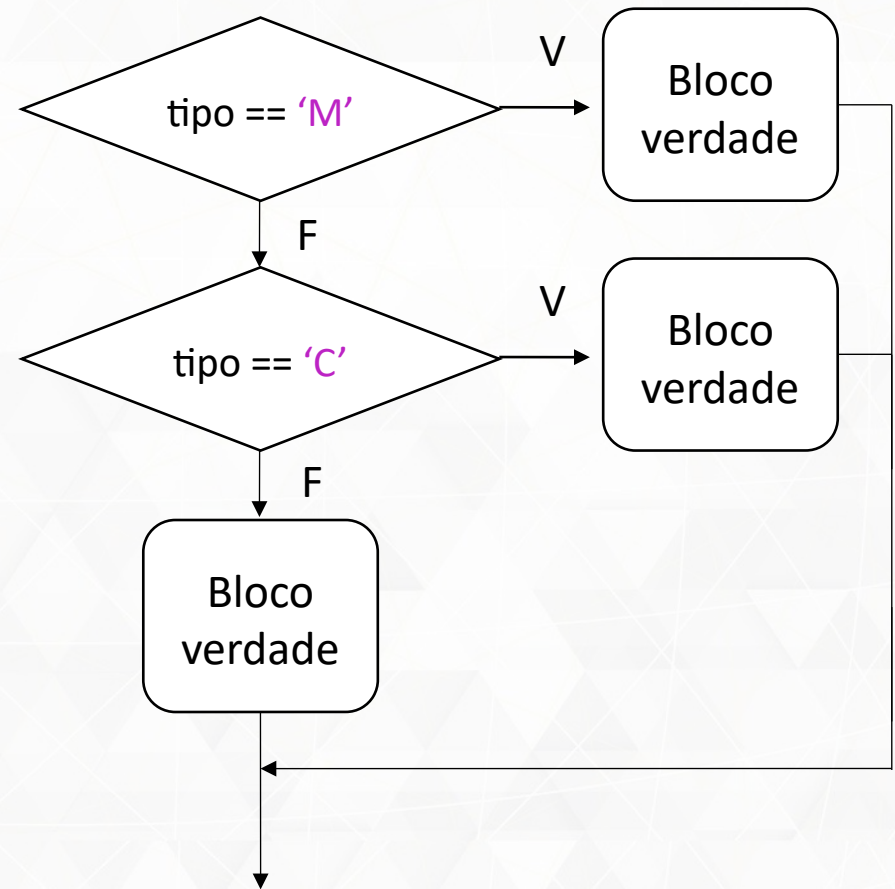 tipo == ‘M’
V
Bloco
verdade
F
tipo == ‘C’
V
Bloco
verdade
F
Bloco
verdade